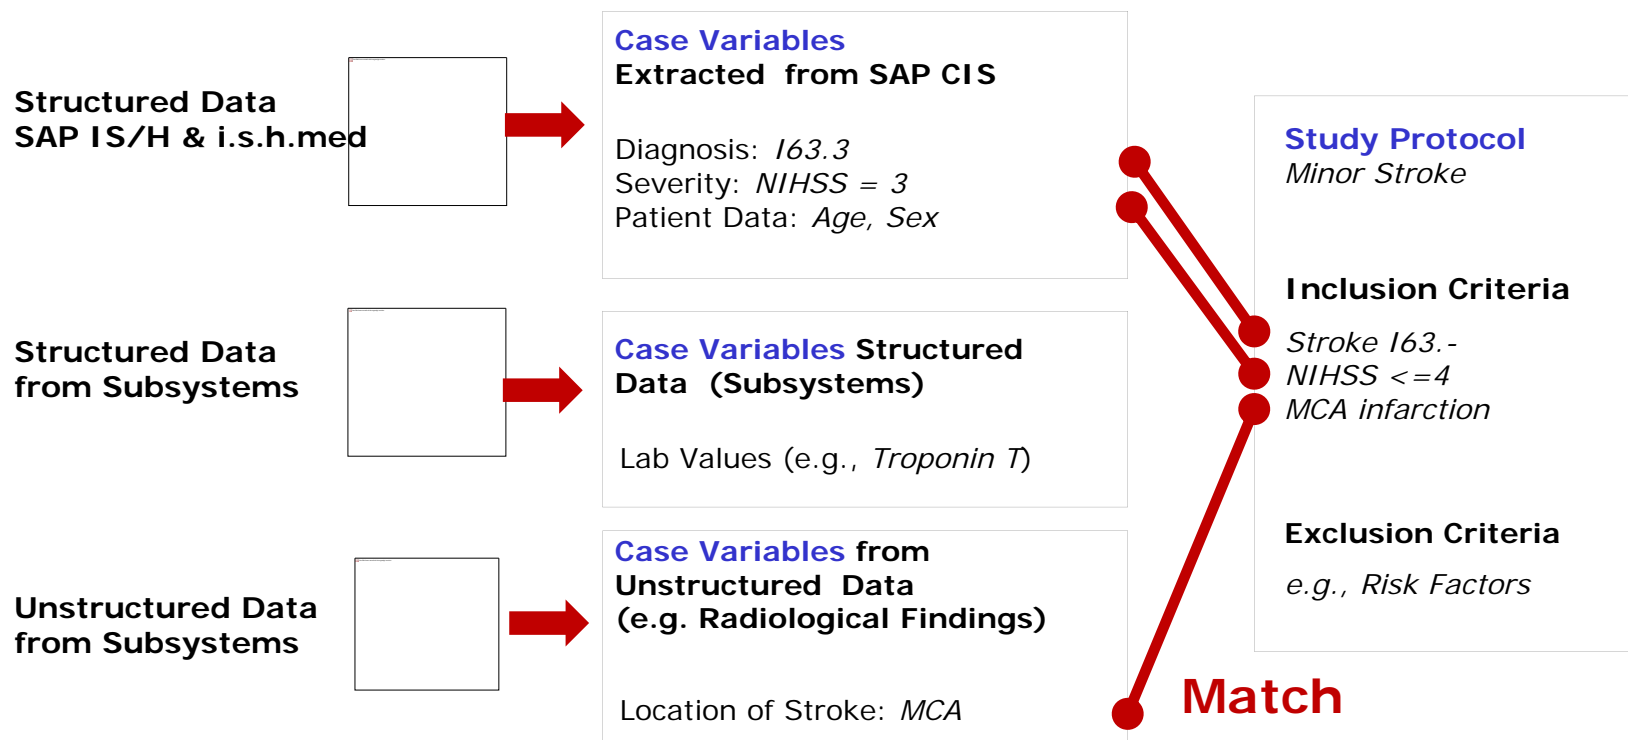 Structured Data
SAP IS/H & i.s.h.med
Case Variables
Extracted from SAP CIS
Diagnosis: I63.3
Severity: NIHSS = 3
Patient Data: Age, Sex
Structured Data
from Subsystems
Case Variables Structured
Data (Subsystems)
Lab Values (e.g., Troponin T)
Unstructured Data
from Subsystems
Case Variables from
Unstructured Data
(e.g. Radiological Findings)
Location of Stroke: MCA
Study Protocol
Minor Stroke
Inclusion Criteria
Stroke I63.-
NIHSS <=4
MCA infarction
Exclusion Criteria
e.g., Risk Factors
Match